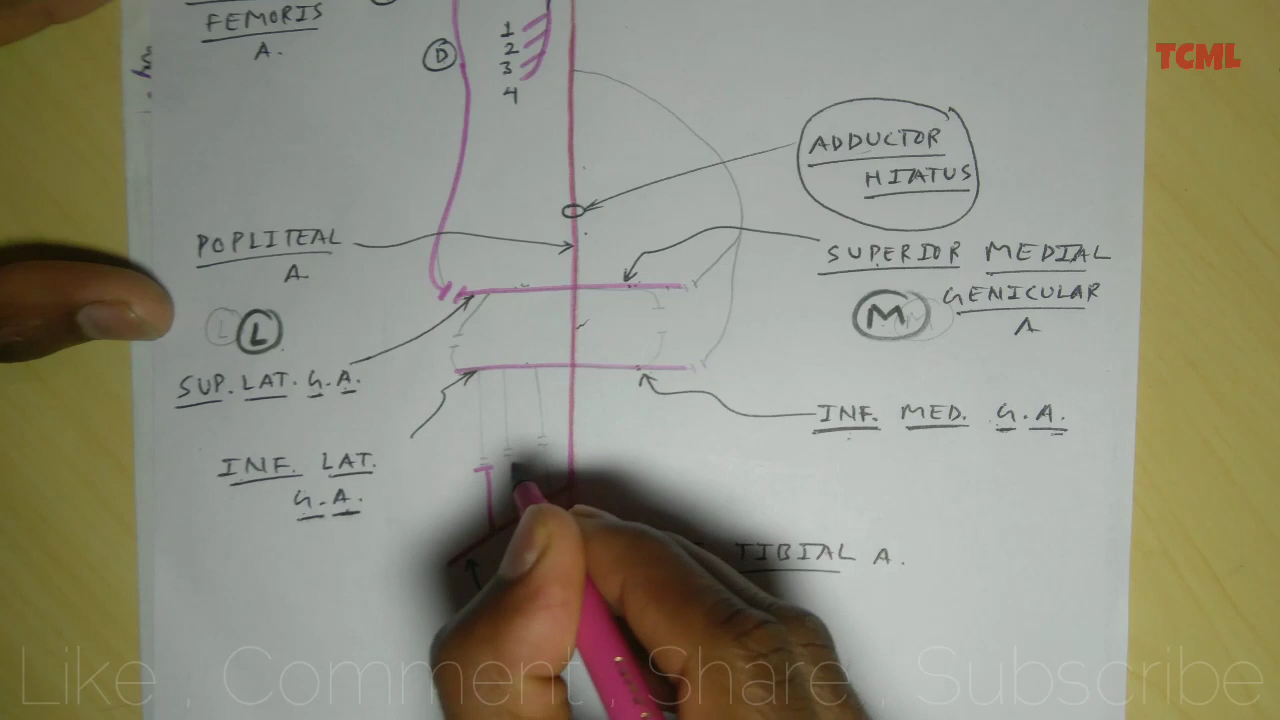 FEMORIS
A.
1
2
3
4
D
TCML
ADDUCTOR
HIATUS
POPLITEAL
A
SUPERIOR MEDIAL
GENICULAR
A
M
L L
SUP. LAT. G.A.
INF. MED. G.A.
INF. LAT.
G.A.
TIBIAL A.
Like , Comment , Share , Subscribe